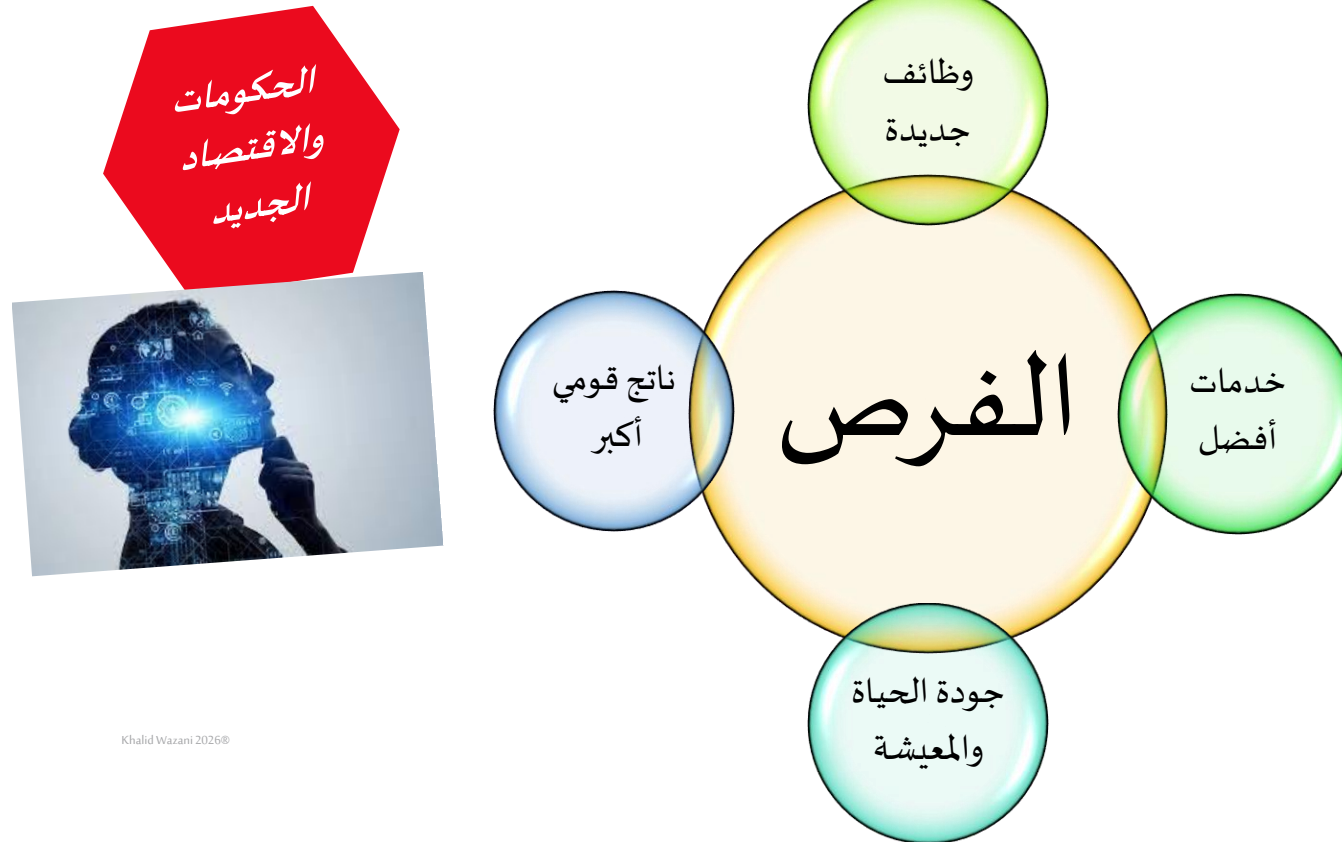 الحكومات
والاقتصاد
الجديد
وظائف
جديدة
خدمات
أفضل
الفرص
ناتج قومي
أكبر
جودة الحياة
والمعيشة
Khalid Wazani 2026®